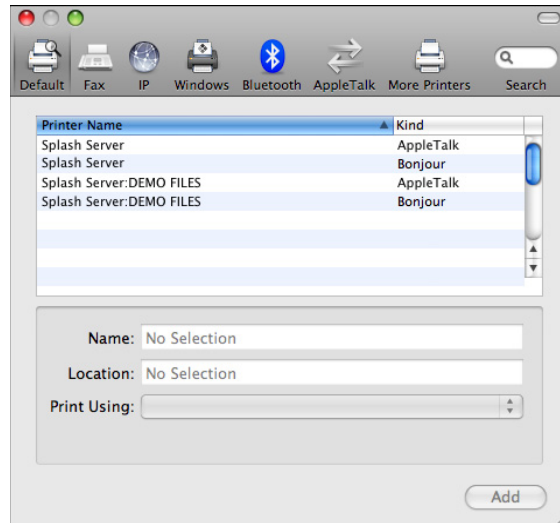 Default Fax IP Windows Bluetooth AppleTalk More Printers Search
Printer Name Kind
Splash Server AppleTalk
Splash Server Bonjour
Splash Server:DEMO FILES AppleTalk
Splash Server:DEMO FILES Bonjour
Name: No Selection
Location: No Selection
Print Using:
Add